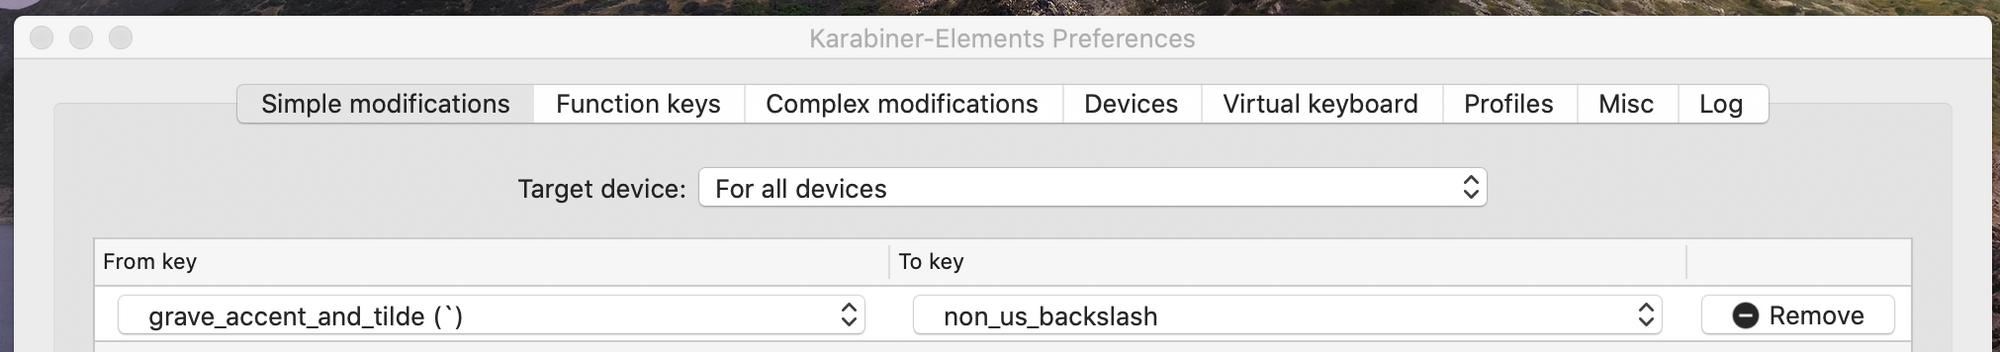 Karabiner-Elements Preferences
Simple modifications Function keys Complex modifications Devices Virtual keyboard Profiles Misc Log
Target device: For all devices
From key To key
grave_accent_and_tilde (`) non_us_backslash Remove